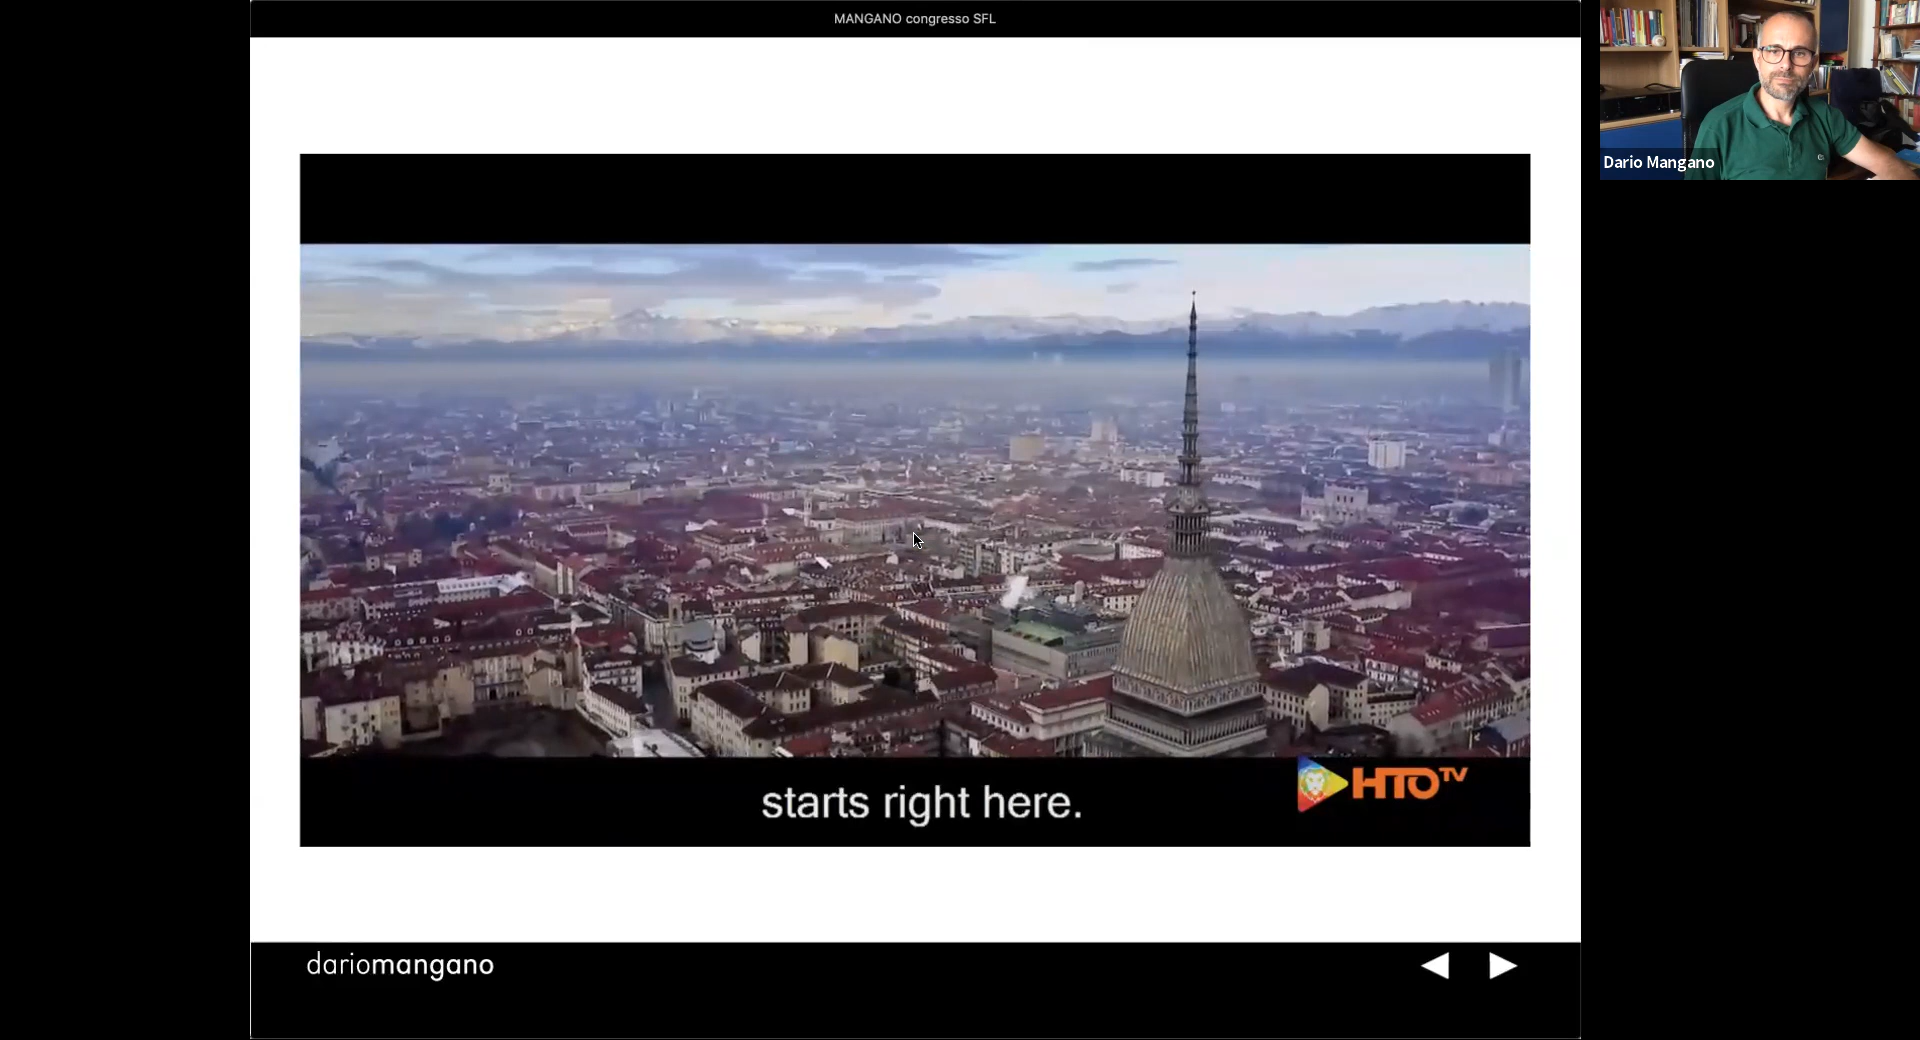 MANGANO congresso SFL
Dario Mangano
starts right here.
HTO TV
dariomangano